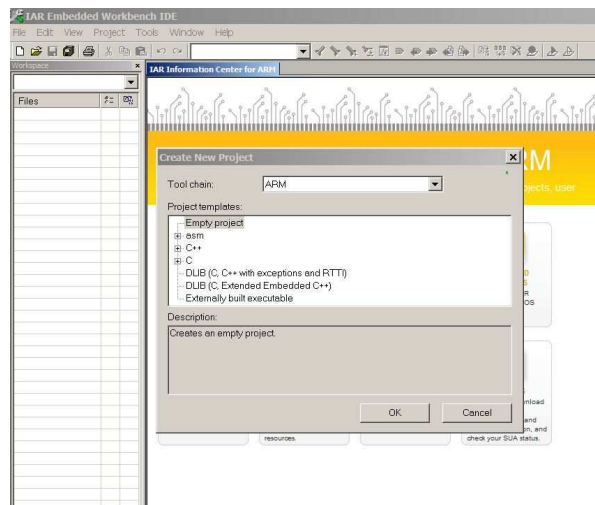 IAR Embedded Workbench IDE
File Edit View Project Tools Window Help
Workspace
IAR Information Center for ARM
Files
Create New Project
RM
Tool chain: ARM
ojects, user
Project templates:
Empty project
asm
C++
C
DLIB (C, C++ with exceptions and RTTI)
DLIB (C, Extended Embedded C++)
Externally built executable
OS
Description:
Creates an empty project.
OK Cancel
nload
and
on, and
resources.
check your SUA status.